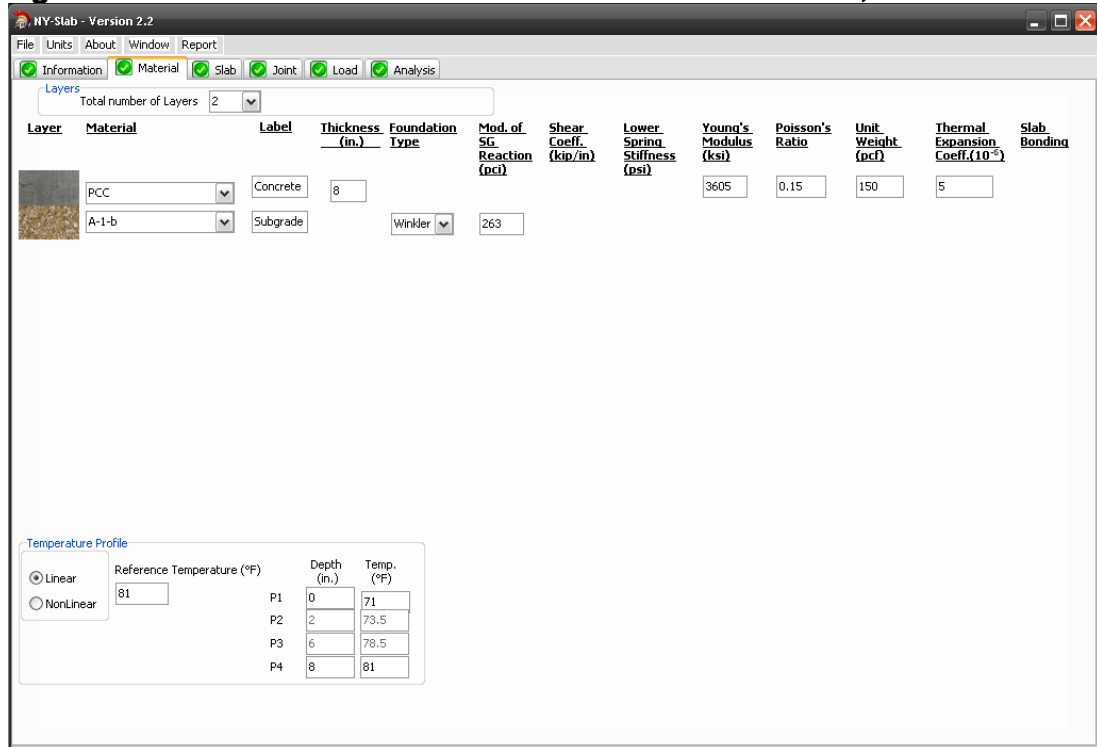 NY-Slab - Version 2.2
File Units About Window Report
Information Material Slab Joint Load Analysis
Layers
Total number of Layers 2
Layer Material Label Thickness (in.) Foundation Type Mod. of SG Reaction (pci) Shear Coeff. (kip/in) Lower Spring Stiffness (psi) Young's Modulus (ksi) Poisson's Ratio Unit Weight (pcf) Thermal Expansion Coeff.(10⁻⁶) Slab Bonding
PCC Concrete 8 3605 0.15 150 5
A-1-b Subgrade Winkler 263
Temperature Profile
Linear
NonLinear
Reference Temperature (°F)
81
Depth (in.) Temp. (°F)
P1 0 71
P2 2 73.5
P3 6 78.5
P4 8 81